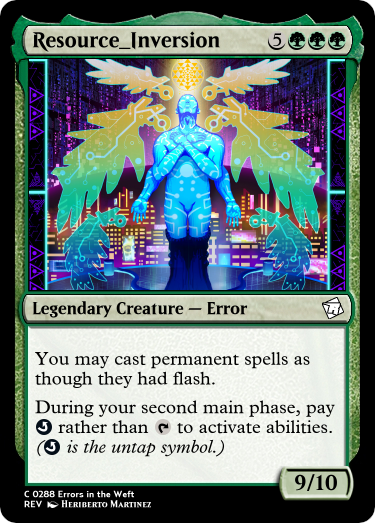 Resource_Inversion 5
Legendary Creature — Error
You may cast permanent spells as
though they had flash.
During your second main phase, pay
rather than to activate abilities.
( is the untap symbol.)
9/10
C 0288 Errors in the Weft
REV Heriberto Martinez